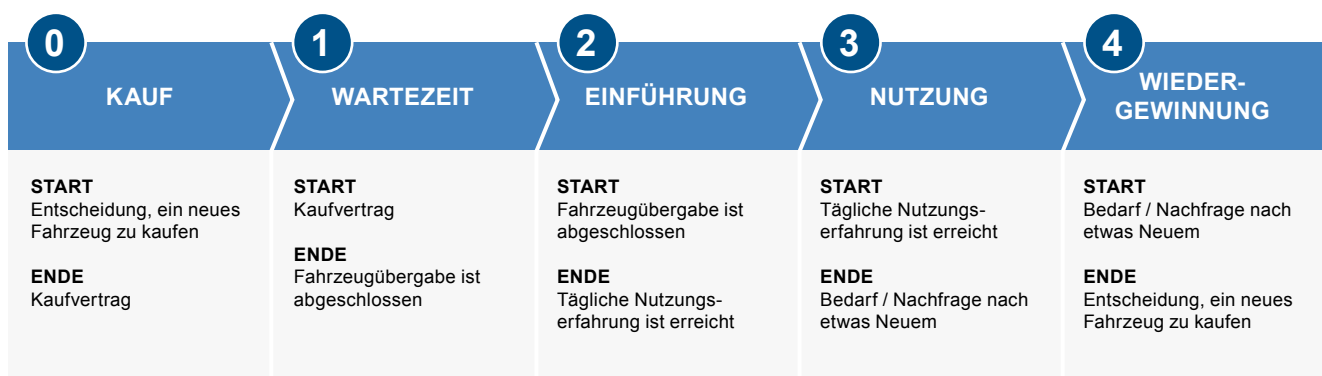 0
KAUF
START
Entscheidung, ein neues
Fahrzeug zu kaufen
ENDE
Kaufvertrag
1
WARTEZEIT
START
Kaufvertrag
ENDE
Fahrzeugübergabe ist
abgeschlossen
2
EINFÜHRUNG
START
Fahrzeugübergabe ist
abgeschlossen
ENDE
Tägliche Nutzungs-
erfahrung ist erreicht
3
NUTZUNG
START
Tägliche Nutzungs-
erfahrung ist erreicht
ENDE
Bedarf / Nachfrage nach
etwas Neuem
4
WIEDER-
GEWINNUNG
START
Bedarf / Nachfrage nach
etwas Neuem
ENDE
Entscheidung, ein neues
Fahrzeug zu kaufen